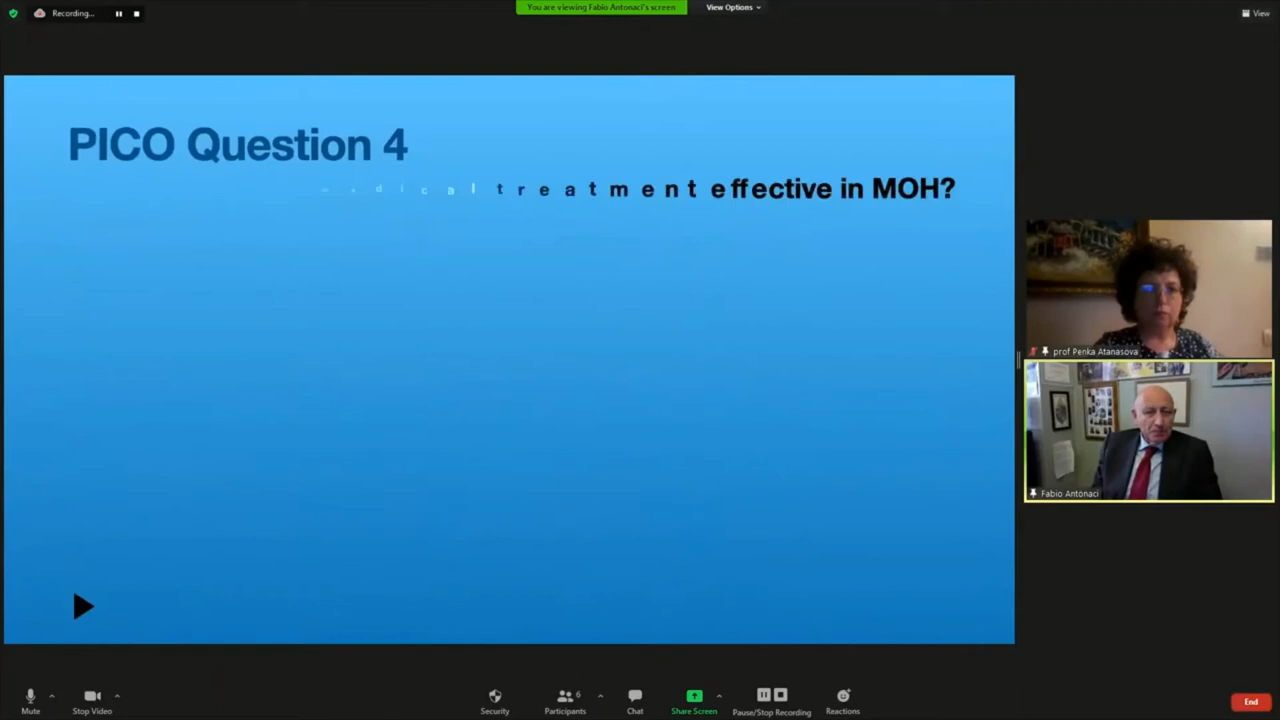 Recording...
You are viewing Fabio Antonaci's screen
View Options
View
PICO Question 4
medical treatment effective in MOH?
prof Penka Atanasova
Fabio Antonaci
Mute
Stop Video
Security
6
Participants
Chat
Share Screen
Pause/Stop Recording
Reactions
End